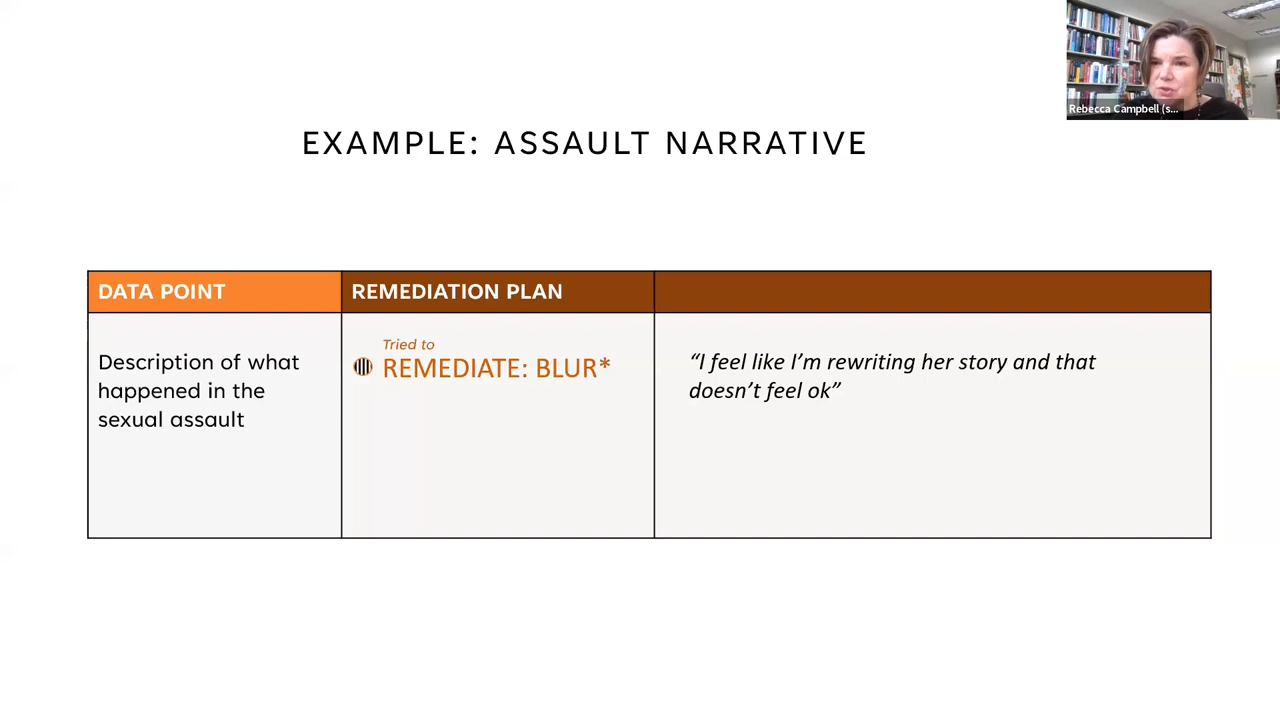 Rebecca Campbell (s...
EXAMPLE: ASSAULT NARRATIVE
DATA POINT
REMEDIATION PLAN
Description of what
happened in the
sexual assault
Tried to
REMEDIATE: BLUR*
“I feel like I’m rewriting her story and that
doesn’t feel ok”